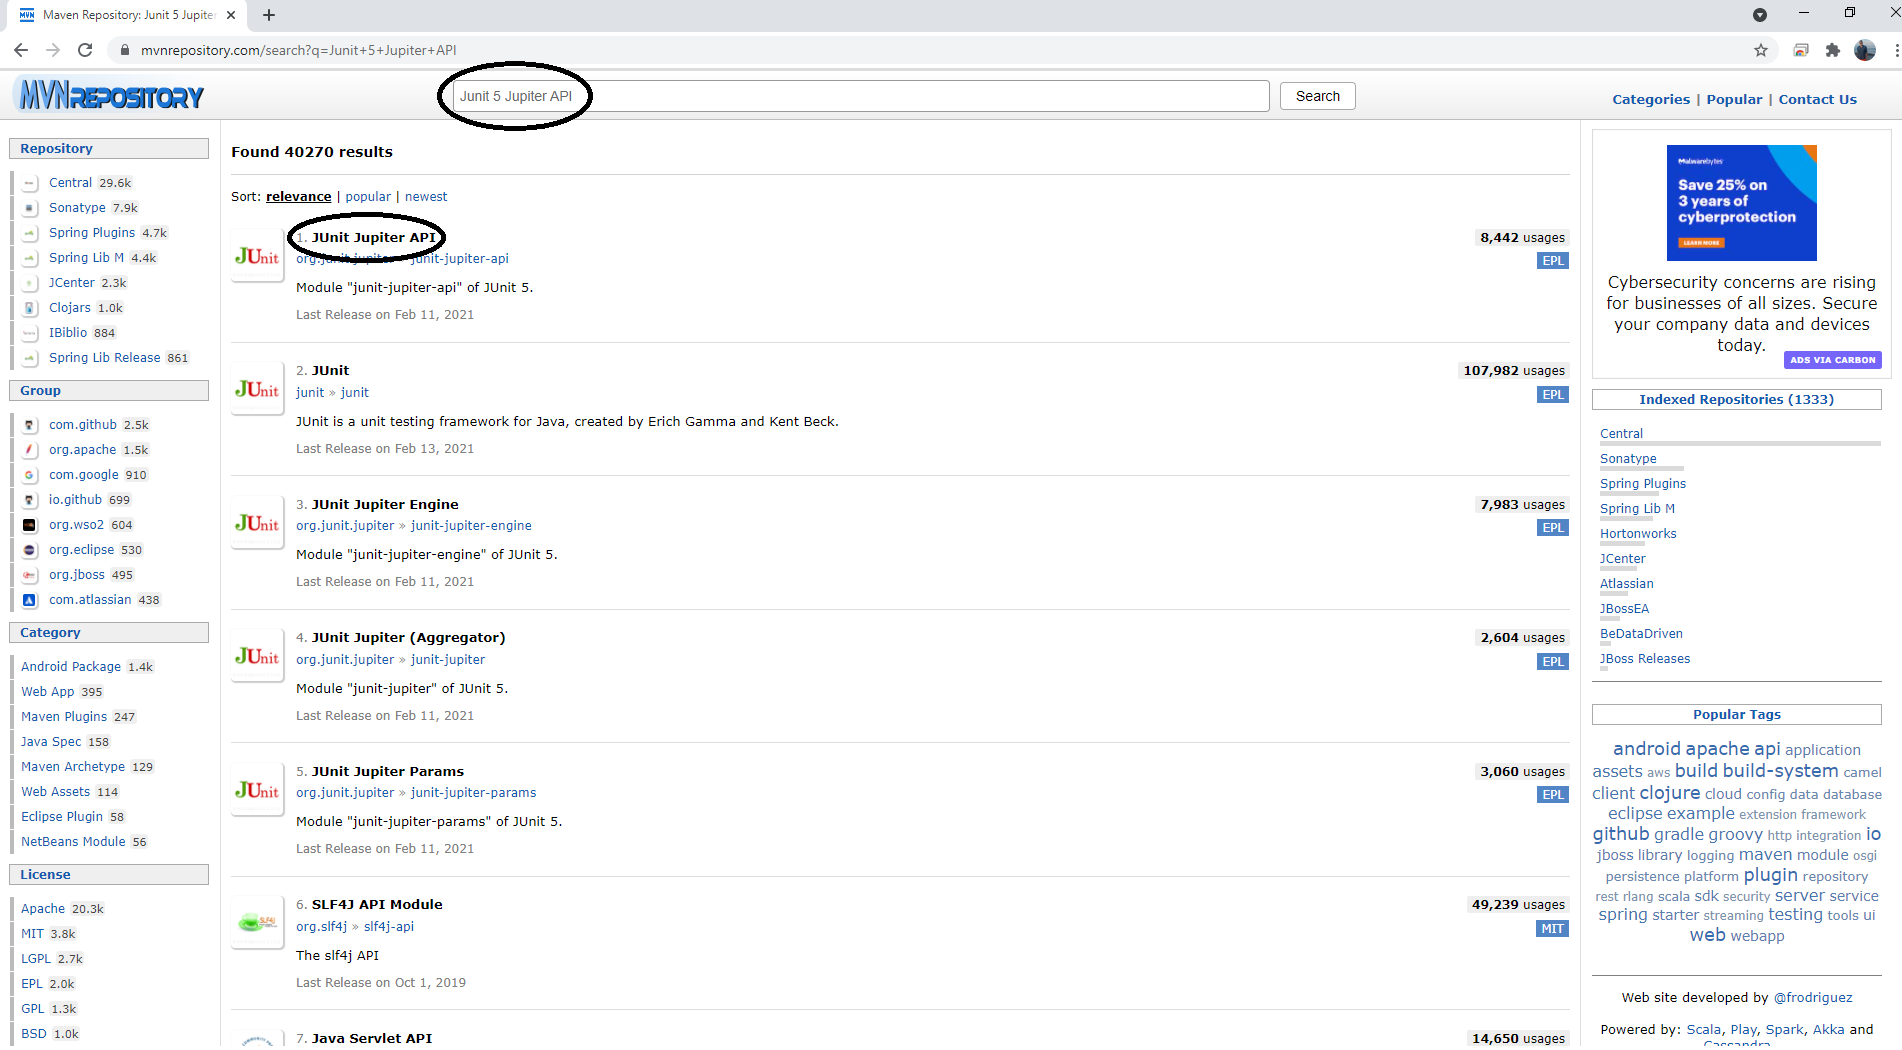 Maven Repository: Junit 5 Jupiter
mvnrepository.com/search?q=Junit+5+Jupiter+API
MVNREPOSITORY
Junit 5 Jupiter API
Search
Categories | Popular | Contact Us
Repository
Central 29.6k
Sonatype 7.9k
Spring Plugins 4.7k
Spring Lib M 4.4k
JCenter 2.3k
Clojars 1.0k
IBiblio 884
Spring Lib Release 861
Group
com.github 2.5k
org.apache 1.5k
com.google 910
io.github 699
org.wso2 604
org.eclipse 530
org.jboss 495
com.atlassian 438
Category
Android Package 1.4k
Web App 395
Maven Plugins 247
Java Spec 158
Maven Archetype 129
Web Assets 114
Eclipse Plugin 58
NetBeans Module 56
License
Apache 20.3k
MIT 3.8k
LGPL 2.7k
EPL 2.0k
GPL 1.3k
BSD 1.0k
Found 40270 results
Sort: relevance | popular | newest
JUnit
1. JUnit Jupiter API
8,442 usages
org.junit.jupiter » junit-jupiter-api
EPL
Module "junit-jupiter-api" of JUnit 5.
Last Release on Feb 11, 2021
JUnit
2. JUnit
107,982 usages
junit » junit
EPL
JUnit is a unit testing framework for Java, created by Erich Gamma and Kent Beck.
Last Release on Feb 13, 2021
JUnit
3. JUnit Jupiter Engine
7,983 usages
org.junit.jupiter » junit-jupiter-engine
EPL
Module "junit-jupiter-engine" of JUnit 5.
Last Release on Feb 11, 2021
JUnit
4. JUnit Jupiter (Aggregator)
2,604 usages
org.junit.jupiter » junit-jupiter
EPL
Module "junit-jupiter" of JUnit 5.
Last Release on Feb 11, 2021
JUnit
5. JUnit Jupiter Params
3,060 usages
org.junit.jupiter » junit-jupiter-params
EPL
Module "junit-jupiter-params" of JUnit 5.
Last Release on Feb 11, 2021
SLF4J
6. SLF4J API Module
49,239 usages
org.slf4j » slf4j-api
MIT
The slf4j API
Last Release on Oct 1, 2019
7. Java Servlet API
14,650 usages
Malwarebytes
Save 25% on
3 years of
cyberprotection
LEARN MORE
Cybersecurity concerns are rising
for businesses of all sizes. Secure
your company data and devices
today.
ADS VIA CARBON
Indexed Repositories (1333)
Central
Sonatype
Spring Plugins
Spring Lib M
Hortonworks
JCenter
Atlassian
JBossEA
BeDataDriven
JBoss Releases
Popular Tags
android apache api application
assets aws build build-system camel
client clojure cloud config data database
eclipse example extension framework
github gradle groovy http integration io
jboss library logging maven module osgi
persistence platform plugin repository
rest rlang scala sdk security server service
spring starter streaming testing tools ui
web webapp
Web site developed by @frodriguez
Powered by: Scala, Play, Spark, Akka and
Cassandra